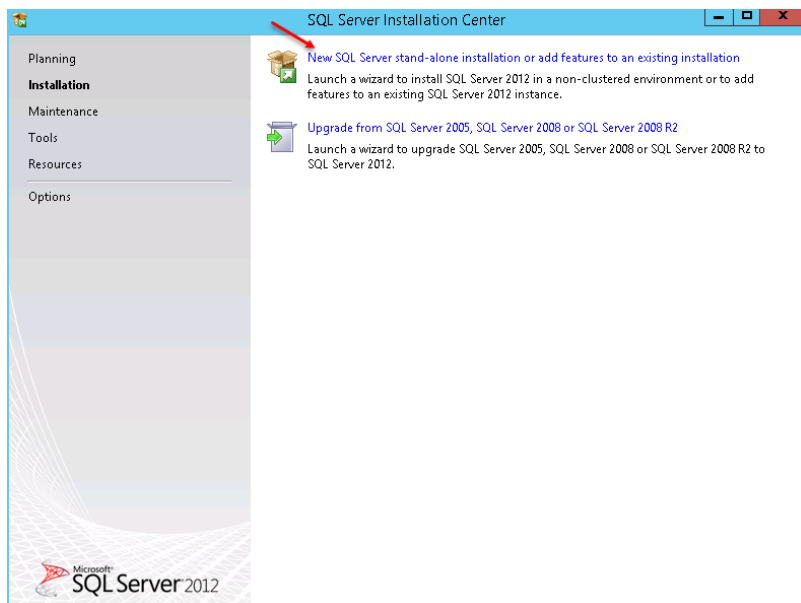 SQL Server Installation Center
Planning
Installation
Maintenance
Tools
Resources
Options
New SQL Server stand-alone installation or add features to an existing installation
Launch a wizard to install SQL Server 2012 in a non-clustered environment or to add
features to an existing SQL Server 2012 instance.
Upgrade from SQL Server 2005, SQL Server 2008 or SQL Server 2008 R2
Launch a wizard to upgrade SQL Server 2005, SQL Server 2008 or SQL Server 2008 R2 to
SQL Server 2012.
Microsoft®
SQL Server 2012